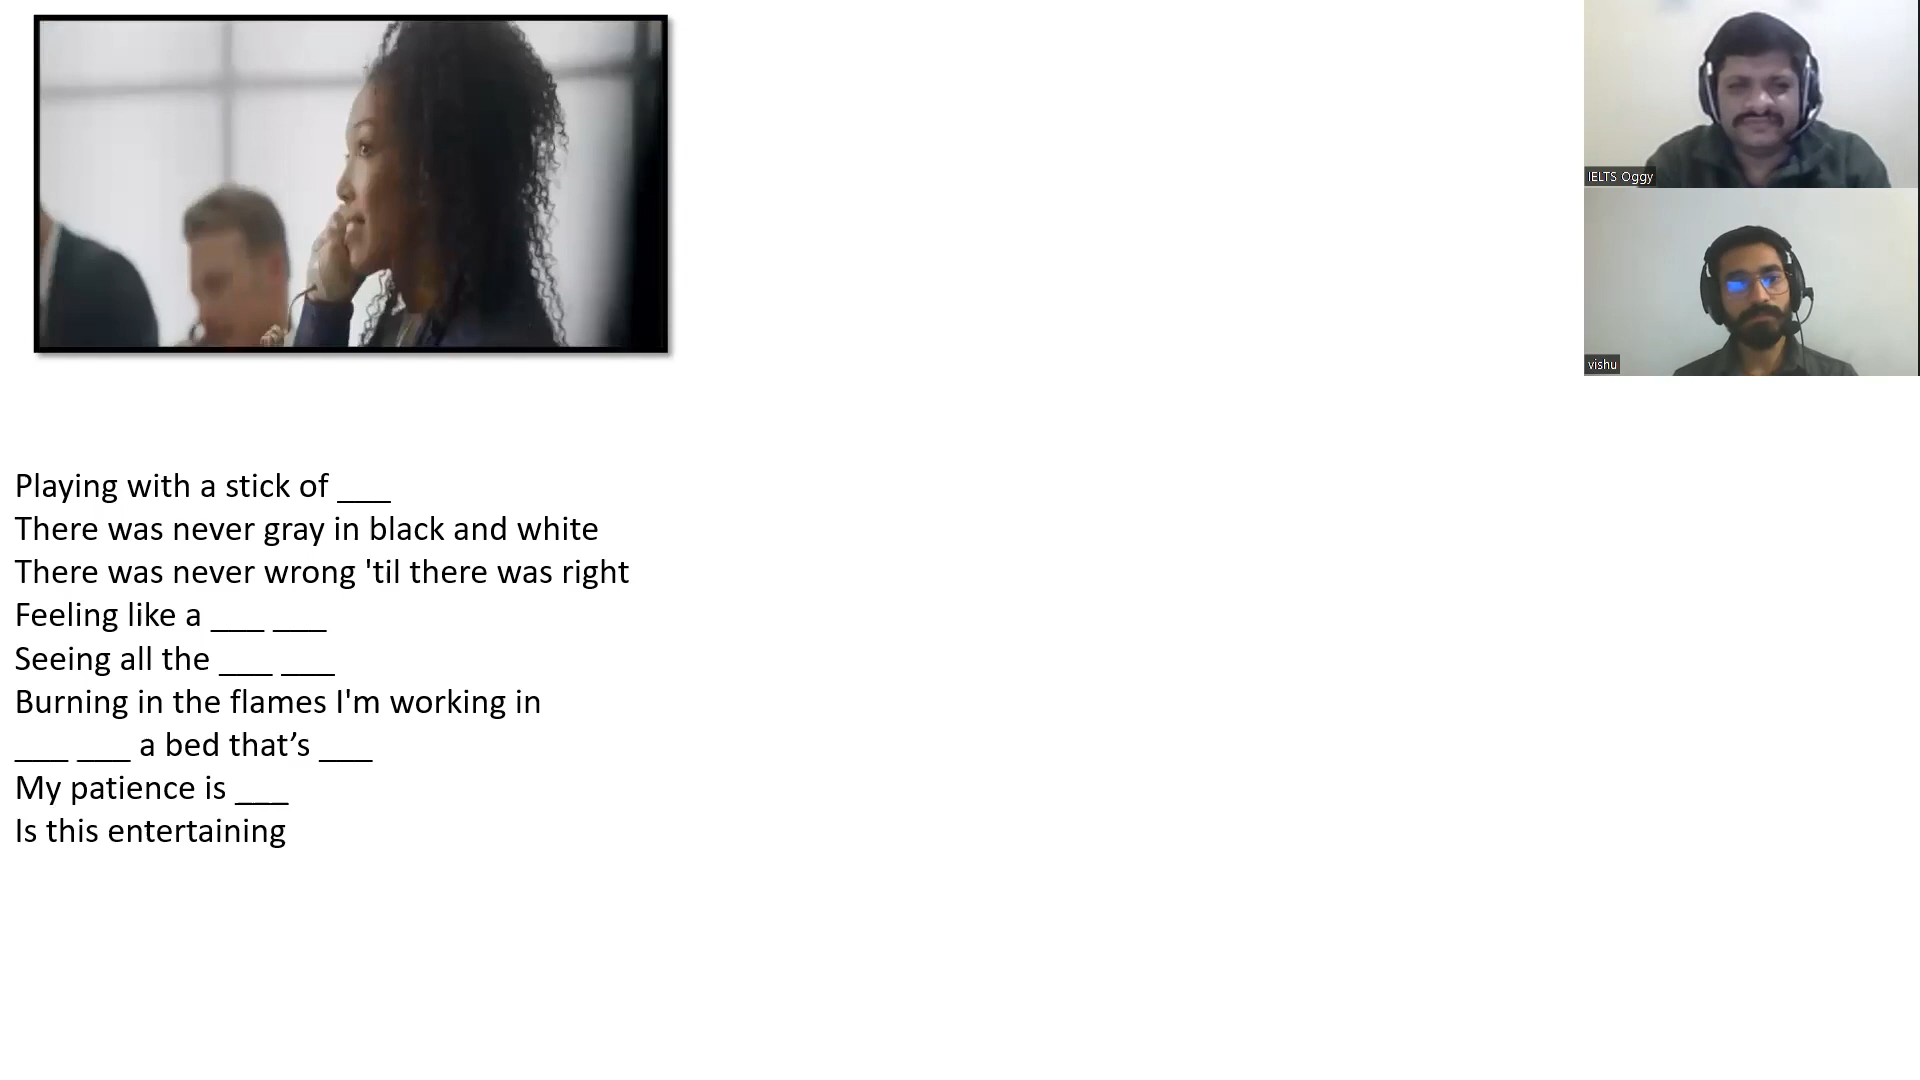 IELTS Oggy
vishu
Playing with a stick of ___
There was never gray in black and white
There was never wrong 'til there was right
Feeling like a ___ ___
Seeing all the ___ ___
Burning in the flames I'm working in
___ ___ a bed that’s ___
My patience is ___
Is this entertaining